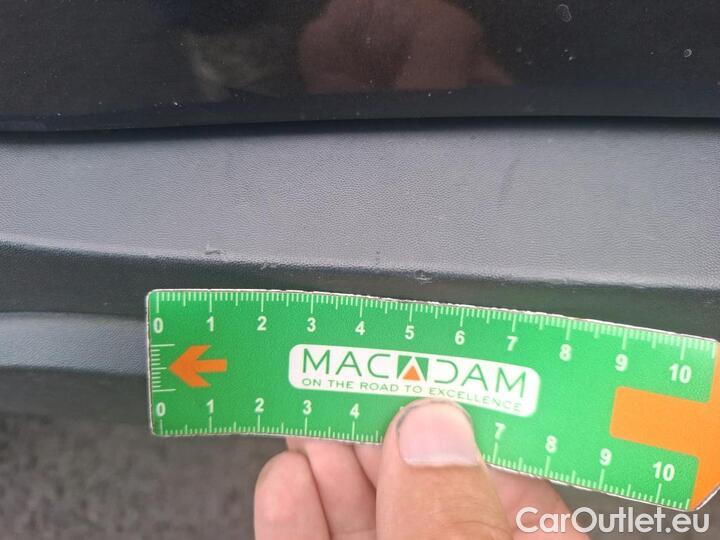 0 1 2 3 4 5 6 7 8 9 10
MACADAM
ON THE ROAD TO EXCELLENCE
0 1 2 3 4 7 8 9 10
CarOutlet.eu